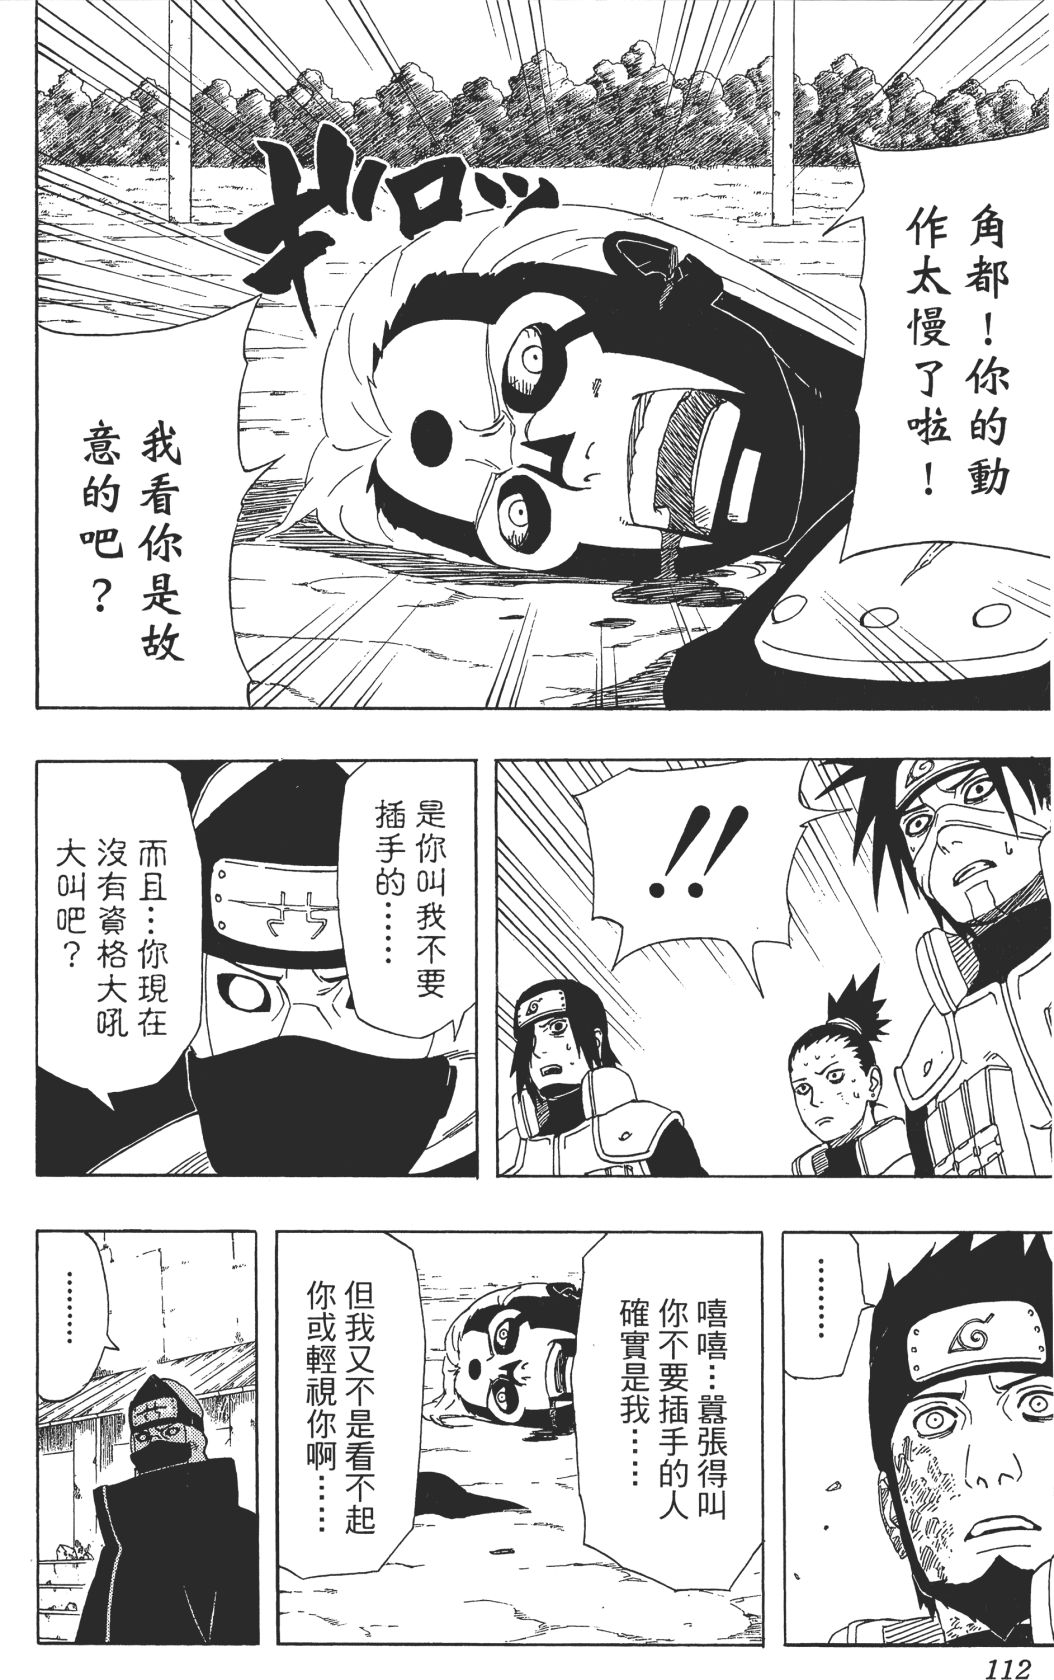 角都！你的動
作太慢了啦！
ギロッ
我看你是故
意的吧？
!!
是你叫我不要
插手的……
而且…你現在
沒有資格大吼
大叫吧？
………
嘻嘻…囂張得叫
你不要插手的人
確實是我……
但我又不是看不起
你或輕視你啊……
………
112